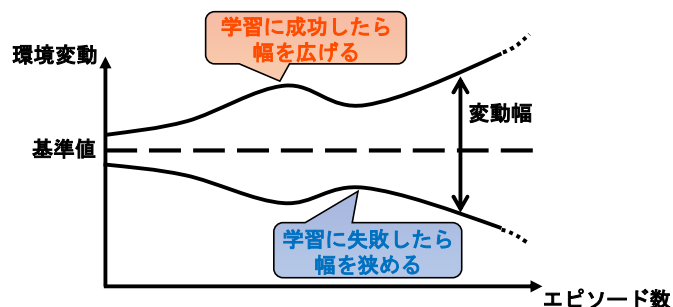 学習に成功したら
幅を広げる
環境変動
変動幅
基準値
学習に失敗したら
幅を狭める
エピソード数